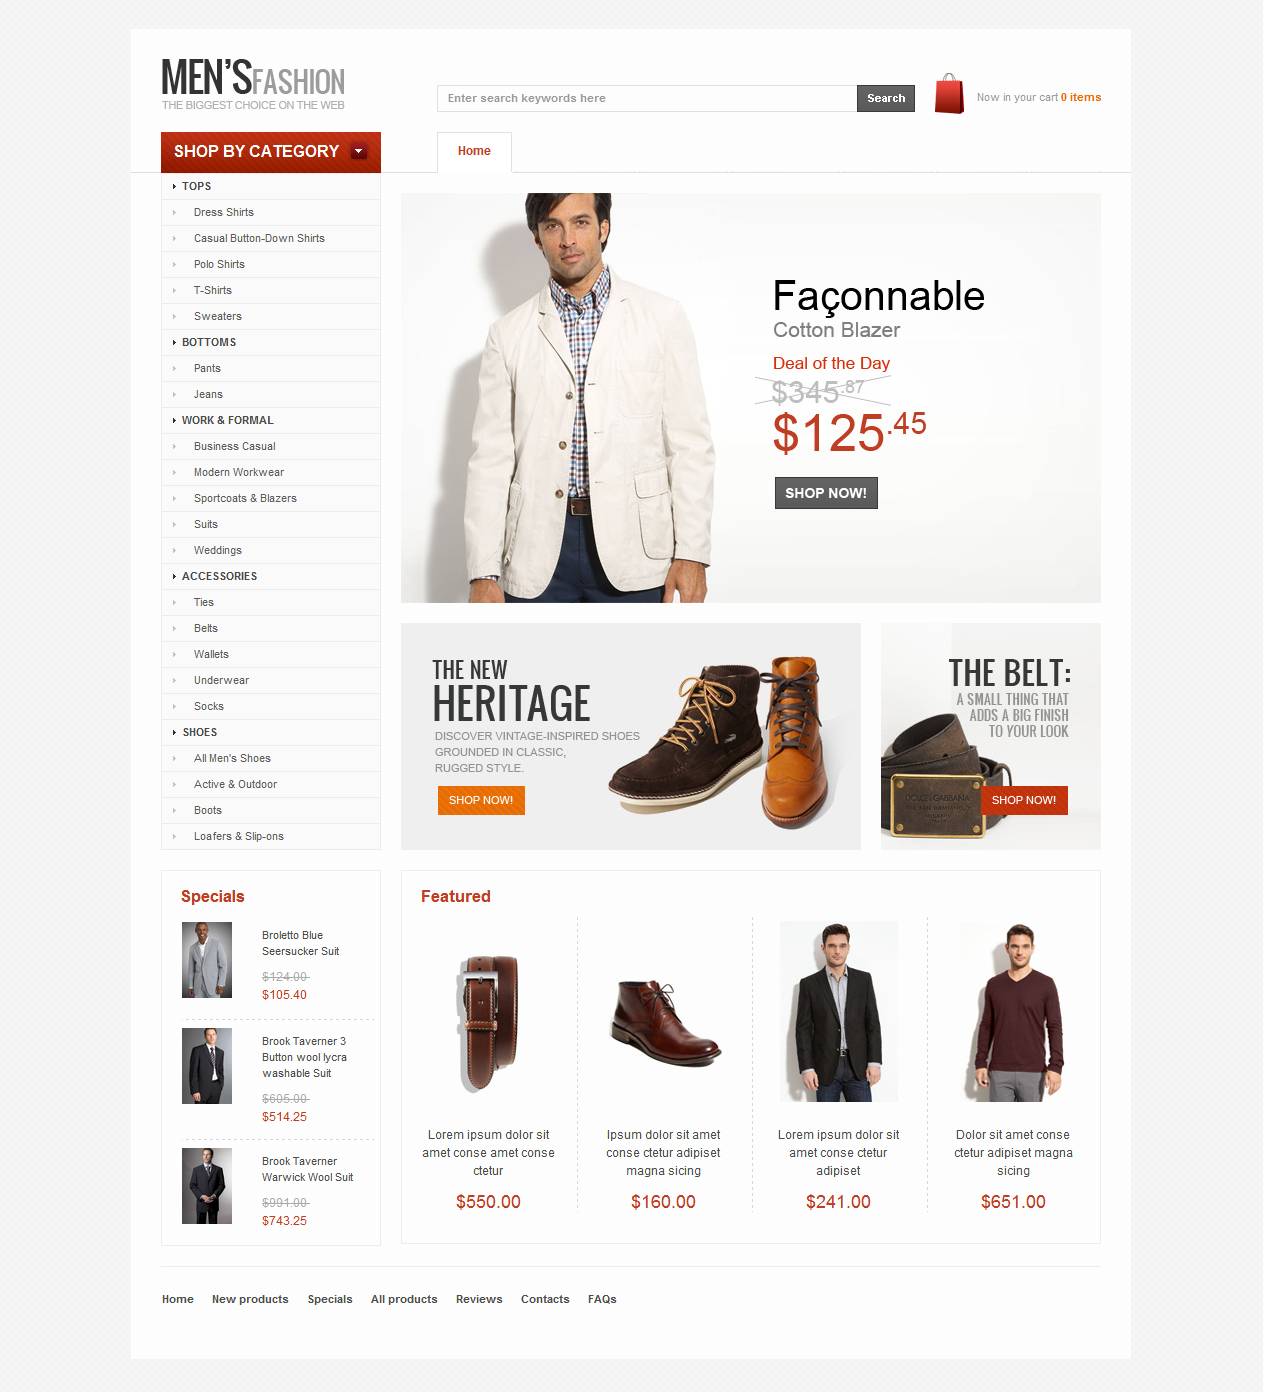 MEN'S FASHION
THE BIGGEST CHOICE ON THE WEB
Enter search keywords here
Search
Now in your cart 0 items
SHOP BY CATEGORY
Home
TOPS
Dress Shirts
Casual Button-Down Shirts
Polo Shirts
T-Shirts
Sweaters
BOTTOMS
Pants
Jeans
WORK & FORMAL
Business Casual
Modern Workwear
Sportcoats & Blazers
Suits
Weddings
ACCESSORIES
Ties
Belts
Wallets
Underwear
Socks
SHOES
All Men's Shoes
Active & Outdoor
Boots
Loafers & Slip-ons
Façonnable
Cotton Blazer
Deal of the Day
$345.87
$125.45
SHOP NOW!
THE NEW
HERITAGE
DISCOVER VINTAGE-INSPIRED SHOES
GROUNDED IN CLASSIC,
RUGGED STYLE.
SHOP NOW!
THE BELT:
A SMALL THING THAT
ADDS A BIG FINISH
TO YOUR LOOK
DOLCE&GABBANA
SHOP NOW!
Specials
Broletto Blue
Seersucker Suit
$124.00
$105.40
Brook Taverner 3
Button wool lycra
washable Suit
$605.00
$514.25
Brook Taverner
Warwick Wool Suit
$991.00
$743.25
Featured
Lorem ipsum dolor sit
amet conse amet conse
ctetur
$550.00
Ipsum dolor sit amet
conse ctetur adipiset
magna sicing
$160.00
Lorem ipsum dolor sit
amet conse ctetur
adipiset
$241.00
Dolor sit amet conse
ctetur adipiset magna
sicing
$651.00
Home
New products
Specials
All products
Reviews
Contacts
FAQs